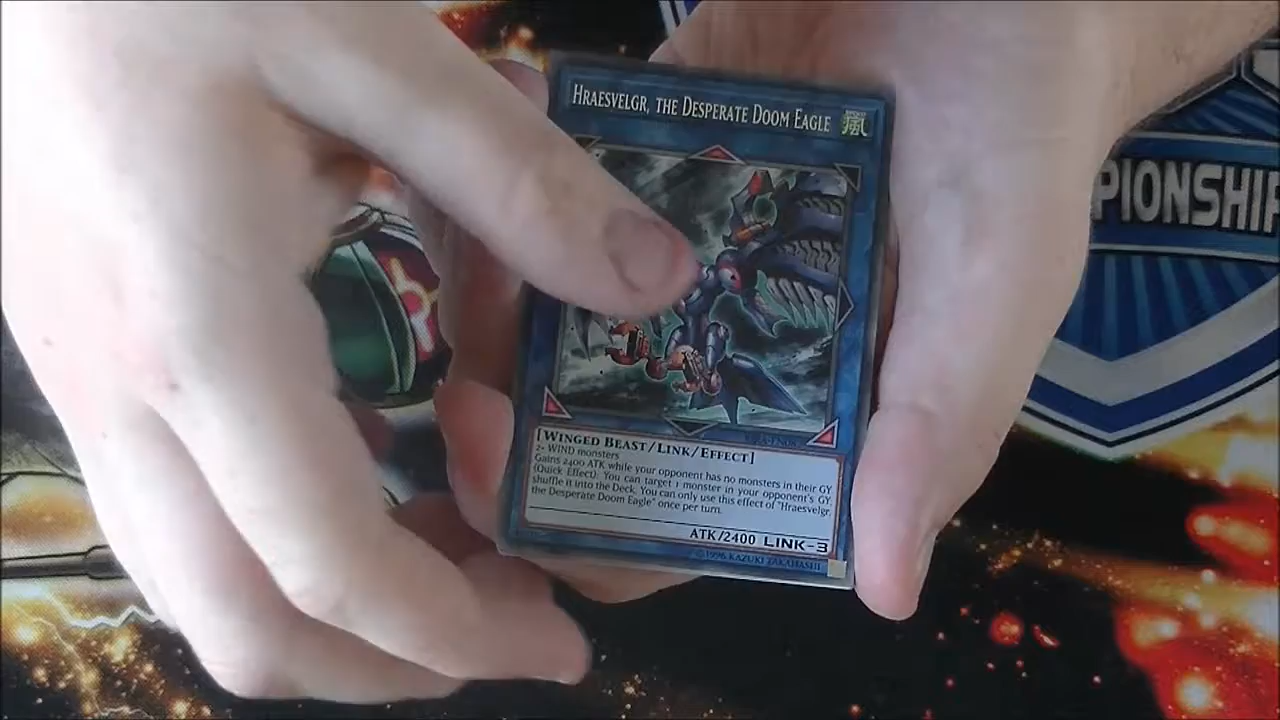 HRAESVELGR, THE DESPERATE DOOM EAGLE
PIONSHIP
[WINGED BEAST/LINK/EFFECT]
2+ WIND monsters
Gains 2400 ATK while your opponent has no monsters in their GY.
(Quick Effect): You can target 1 monster in your opponent's GY;
shuffle it into the Deck. You can only use this effect of "Hraesvelgr,
the Desperate Doom Eagle" once per turn.
ATK/2400 LINK-3
©1996 KAZUKI TAKAHASHI